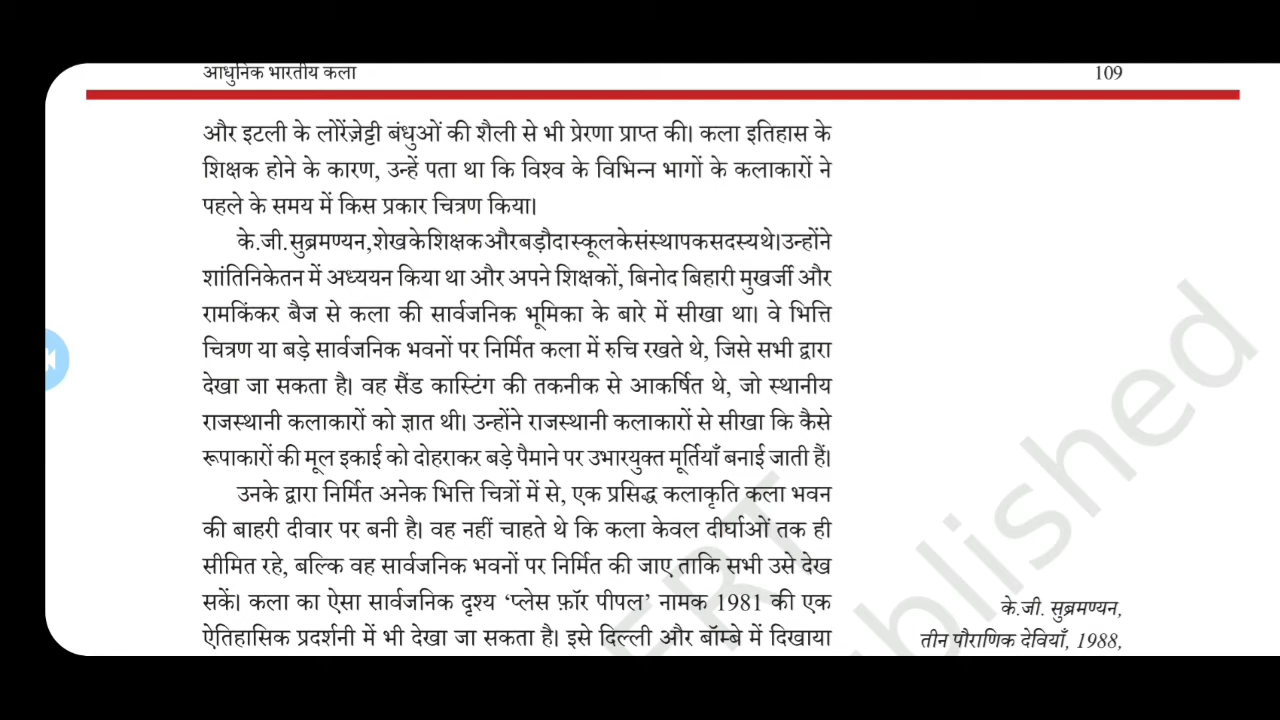 आधुनिक भारतीय कला 109
और इटली के लोरेंज़ेट्टी बंधुओं की शैली से भी प्रेरणा प्राप्त की। कला इतिहास के
शिक्षक होने के कारण, उन्हें पता था कि विश्व के विभिन्न भागों के कलाकारों ने
पहले के समय में किस प्रकार चित्रण किया।
के.जी. सुब्रमण्यन, शेख के शिक्षक और बड़ौदा स्कूल के संस्थापक सदस्य थे। उन्होंने
शांतिनिकेतन में अध्ययन किया था और अपने शिक्षकों, बिनोद बिहारी मुखर्जी और
रामकिंकर बैज से कला की सार्वजनिक भूमिका के बारे में सीखा था। वे भित्ति
चित्रण या बड़े सार्वजनिक भवनों पर निर्मित कला में रुचि रखते थे, जिसे सभी द्वारा
देखा जा सकता है। वह सैंड कास्टिंग की तकनीक से आकर्षित थे, जो स्थानीय
राजस्थानी कलाकारों को ज्ञात थी। उन्होंने राजस्थानी कलाकारों से सीखा कि कैसे
रूपाकारों की मूल इकाई को दोहराकर बड़े पैमाने पर उभारयुक्त मूर्तियाँ बनाई जाती हैं।
उनके द्वारा निर्मित अनेक भित्ति चित्रों में से, एक प्रसिद्ध कलाकृति कला भवन
की बाहरी दीवार पर बनी है। वह नहीं चाहते थे कि कला केवल दीर्घाओं तक ही
सीमित रहे, बल्कि वह सार्वजनिक भवनों पर निर्मित की जाए ताकि सभी उसे देख
सकें। कला का ऐसा सार्वजनिक दृश्य ‘प्लेस फ़ॉर पीपल’ नामक 1981 की एक
ऐतिहासिक प्रदर्शनी में भी देखा जा सकता है। इसे दिल्ली और बॉम्बे में दिखाया
के.जी. सुब्रमण्यन,
तीन पौराणिक देवियाँ, 1988,